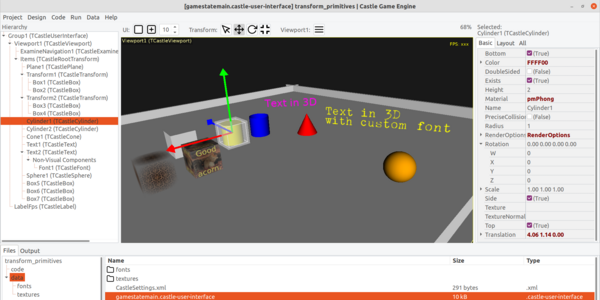 [gamestatemain.castle-user-interface] transform_primitives | Castle Game Engine
Project Design Code Run Data Help
Hierarchy
Group1 (TCastleUserInterface)
Viewport1 (TCastleViewport)
ExamineNavigation1 (TCastleExamine
Items (TCastleRootTransform)
Plane1 (TCastlePlane)
Transform1 (TCastleTransform)
Box1 (TCastleBox)
Box2 (TCastleBox)
Transform2 (TCastleTransform)
Box3 (TCastleBox)
Box4 (TCastleBox)
Cylinder1 (TCastleCylinder)
Cylinder2 (TCastleCylinder)
Cone1 (TCastleCone)
Text1 (TCastleText)
Text2 (TCastleText)
Non-Visual Components
Font1 (TCastleFont)
Sphere1 (TCastleSphere)
Box5 (TCastleBox)
Box6 (TCastleBox)
Box7 (TCastleBox)
LabelFps (TCastleLabel)
UI: 10 Transform: Viewport1: 68%
Viewport1 (TCastleViewport)
FPS: xxx
Text in 3D
Text in 3D
with custom font
Good,
acorn.
Selected:
Cylinder1 (TCastleCylinder)
Basic Layout All
Bottom (True)
Color FFFF00
DoubleSided (False)
Exists (True)
Height 2
Material pmPhong
Name Cylinder1
PreciseCollision (False)
Radius 1
RenderOptions RenderOptions
Rotation 0.00 0.00 0.00 0.00
W 0
X 0
Y 0
Z 0
Scale 1.00 1.00 1.00
Side (True)
Texture
TextureNormal
Top (True)
Translation 4.06 1.14 0.00
Files Output
transform_primitives
code
data
fonts
textures
Name Size Type
fonts
textures
CastleSettings.xml 291 bytes .xml
gamestatemain.castle-user-interface 10 kB .castle-user-interface